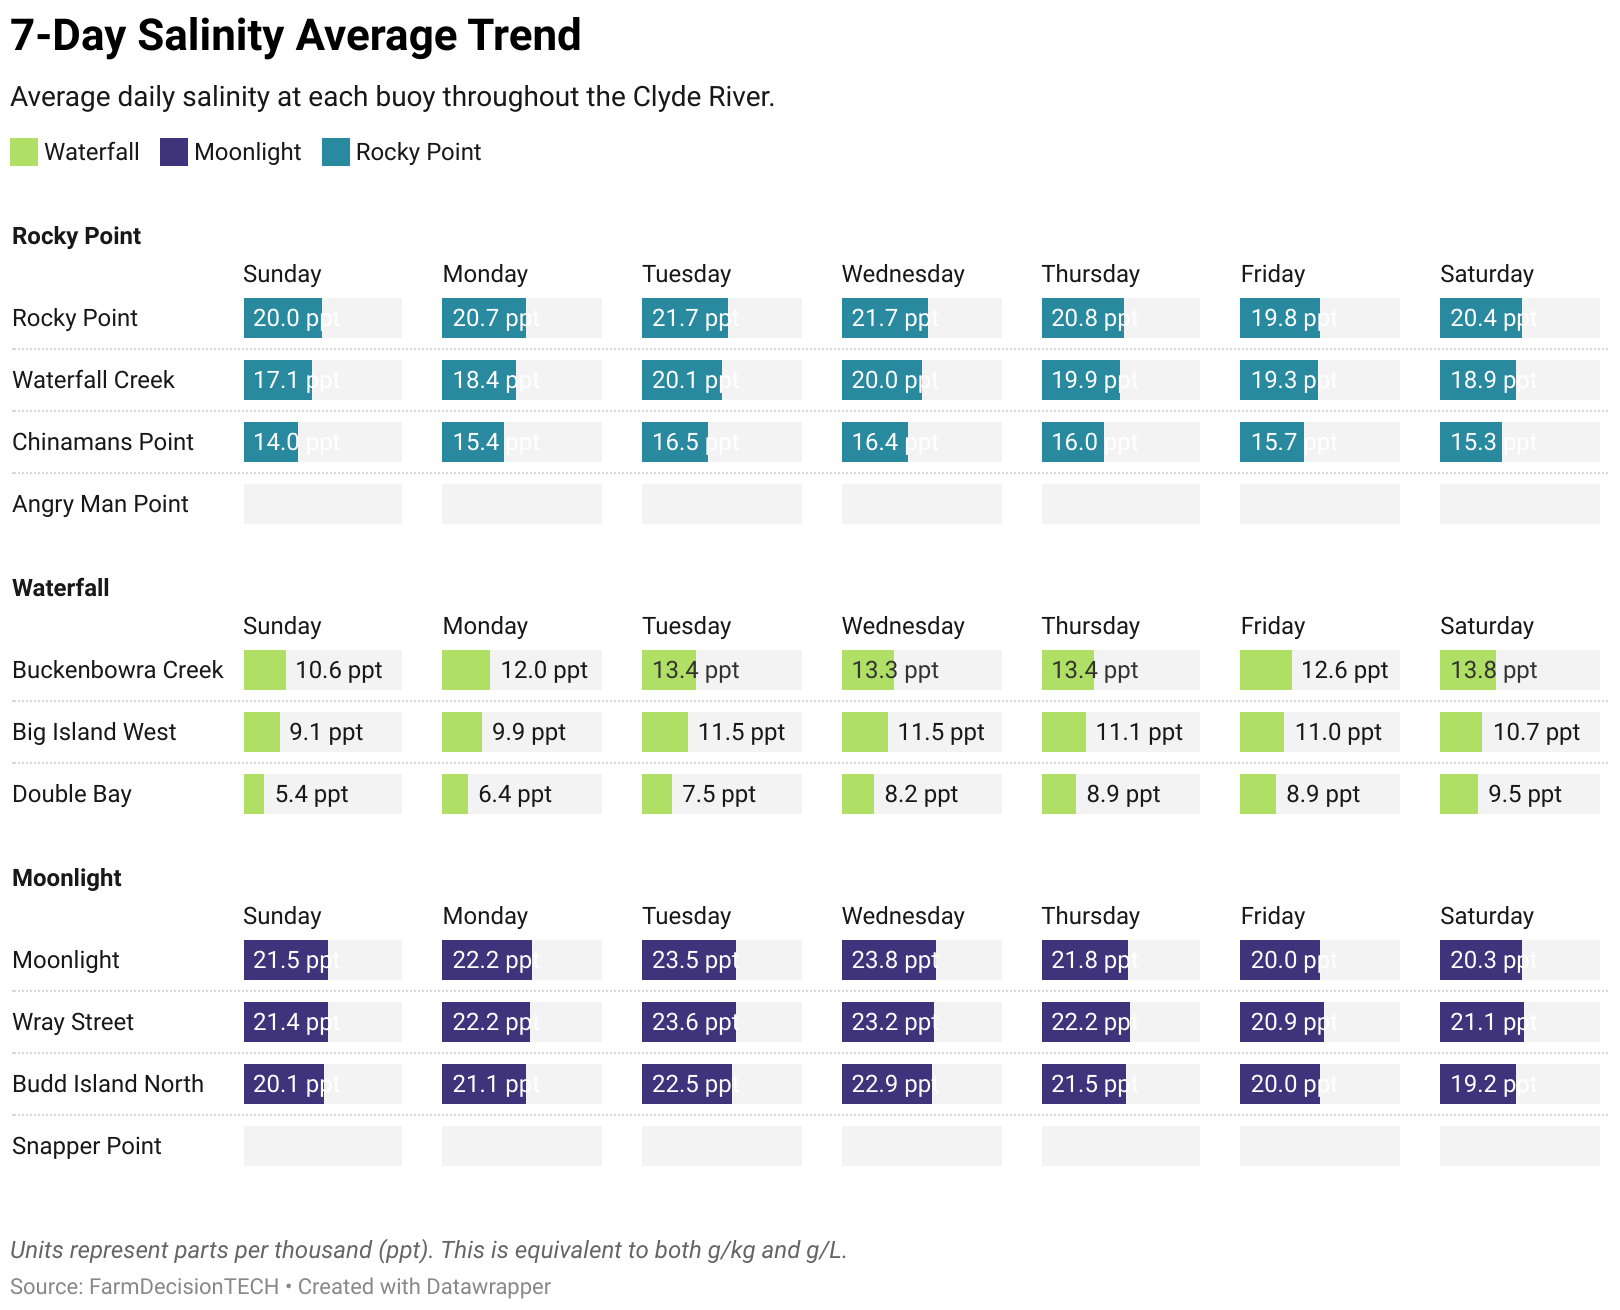 7-Day Salinity Average Trend
Average daily salinity at each buoy throughout the Clyde River.
Waterfall Moonlight Rocky Point
Rocky Point
Sunday Monday Tuesday Wednesday Thursday Friday Saturday
Rocky Point 20.0 ppt 20.7 ppt 21.7 ppt 21.7 ppt 20.8 ppt 19.8 ppt 20.4 ppt
Waterfall Creek 17.1 ppt 18.4 ppt 20.1 ppt 20.0 ppt 19.9 ppt 19.3 ppt 18.9 ppt
Chinamans Point 14.0 ppt 15.4 ppt 16.5 ppt 16.4 ppt 16.0 ppt 15.7 ppt 15.3 ppt
Angry Man Point
Waterfall
Sunday Monday Tuesday Wednesday Thursday Friday Saturday
Buckenbowra Creek 10.6 ppt 12.0 ppt 13.4 ppt 13.3 ppt 13.4 ppt 12.6 ppt 13.8 ppt
Big Island West 9.1 ppt 9.9 ppt 11.5 ppt 11.5 ppt 11.1 ppt 11.0 ppt 10.7 ppt
Double Bay 5.4 ppt 6.4 ppt 7.5 ppt 8.2 ppt 8.9 ppt 8.9 ppt 9.5 ppt
Moonlight
Sunday Monday Tuesday Wednesday Thursday Friday Saturday
Moonlight 21.5 ppt 22.2 ppt 23.5 ppt 23.8 ppt 21.8 ppt 20.0 ppt 20.3 ppt
Wray Street 21.4 ppt 22.2 ppt 23.6 ppt 23.2 ppt 22.2 ppt 20.9 ppt 21.1 ppt
Budd Island North 20.1 ppt 21.1 ppt 22.5 ppt 22.9 ppt 21.5 ppt 20.0 ppt 19.2 ppt
Snapper Point
Units represent parts per thousand (ppt). This is equivalent to both g/kg and g/L.
Source: FarmDecisionTECH • Created with Datawrapper